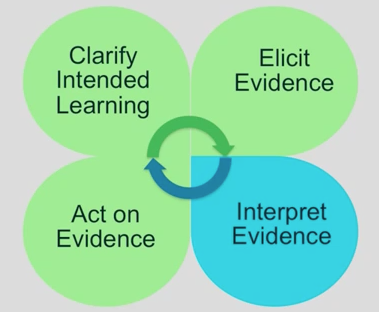 Clarify
Intended
Learning
Elicit
Evidence
Act on
Evidence
Interpret
Evidence